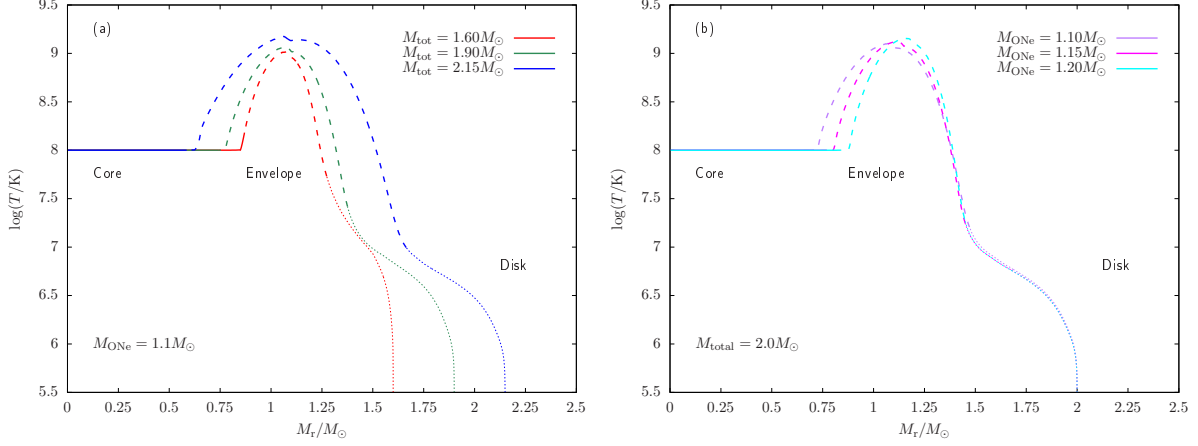 (a)
M_tot = 1.60M_⊙
M_tot = 1.90M_⊙
M_tot = 2.15M_⊙
9.5
9
8.5
8
7.5
7
6.5
6
5.5
log(T/K)
Core
Envelope
Disk
M_ONe = 1.1M_⊙
0 0.25 0.5 0.75 1 1.25 1.5 1.75 2 2.25 2.5
M_r/M_⊙
(b)
M_ONe = 1.10M_⊙
M_ONe = 1.15M_⊙
M_ONe = 1.20M_⊙
9.5
9
8.5
8
7.5
7
6.5
6
5.5
log(T/K)
Core
Envelope
Disk
M_total = 2.0M_⊙
0 0.25 0.5 0.75 1 1.25 1.5 1.75 2 2.25 2.5
M_r/M_⊙